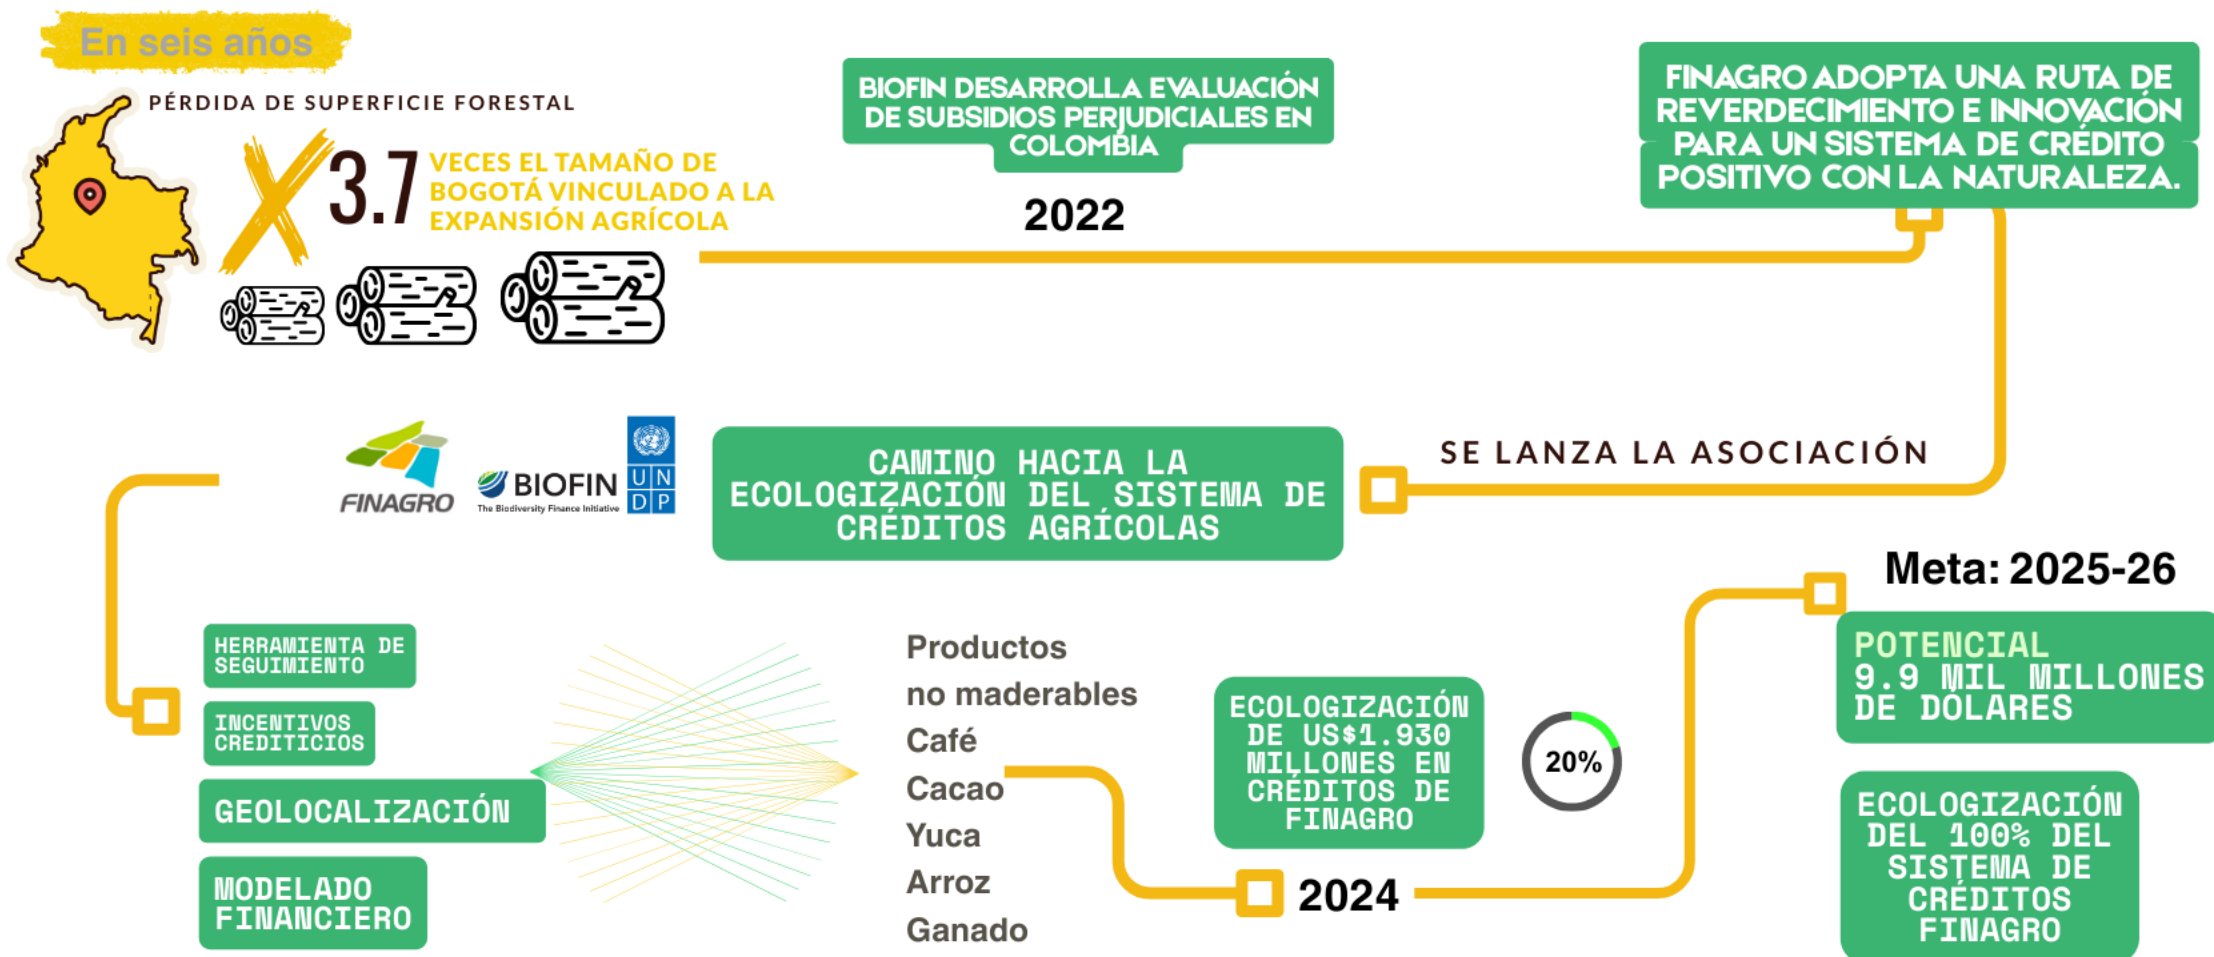 En seis años
PÉRDIDA DE SUPERFICIE FORESTAL
3.7
VECES EL TAMAÑO DE
BOGOTÁ VINCULADO A LA
EXPANSIÓN AGRÍCOLA
BIOFIN DESARROLLA EVALUACIÓN
DE SUBSIDIOS PERJUDICIALES EN
COLOMBIA
2022
FINAGRO ADOPTA UNA RUTA DE
REVERDECIMIENTO E INNOVACIÓN
PARA UN SISTEMA DE CRÉDITO
POSITIVO CON LA NATURALEZA.
FINAGRO
BIOFIN
The Biodiversity Finance Initiative
U N
D P
CAMINO HACIA LA
ECOLOGIZACIÓN DEL SISTEMA DE
CRÉDITOS AGRÍCOLAS
SE LANZA LA ASOCIACIÓN
HERRAMIENTA DE
SEGUIMIENTO
INCENTIVOS
CREDITICIOS
GEOLOCALIZACIÓN
MODELADO
FINANCIERO
Productos
no maderables
Café
Cacao
Yuca
Arroz
Ganado
ECOLOGIZACIÓN
DE US$1.930
MILLONES EN
CRÉDITOS DE
FINAGRO
20%
2024
Meta: 2025-26
POTENCIAL
9.9 MIL MILLONES
DE DÓLARES
ECOLOGIZACIÓN
DEL 100% DEL
SISTEMA DE
CRÉDITOS
FINAGRO